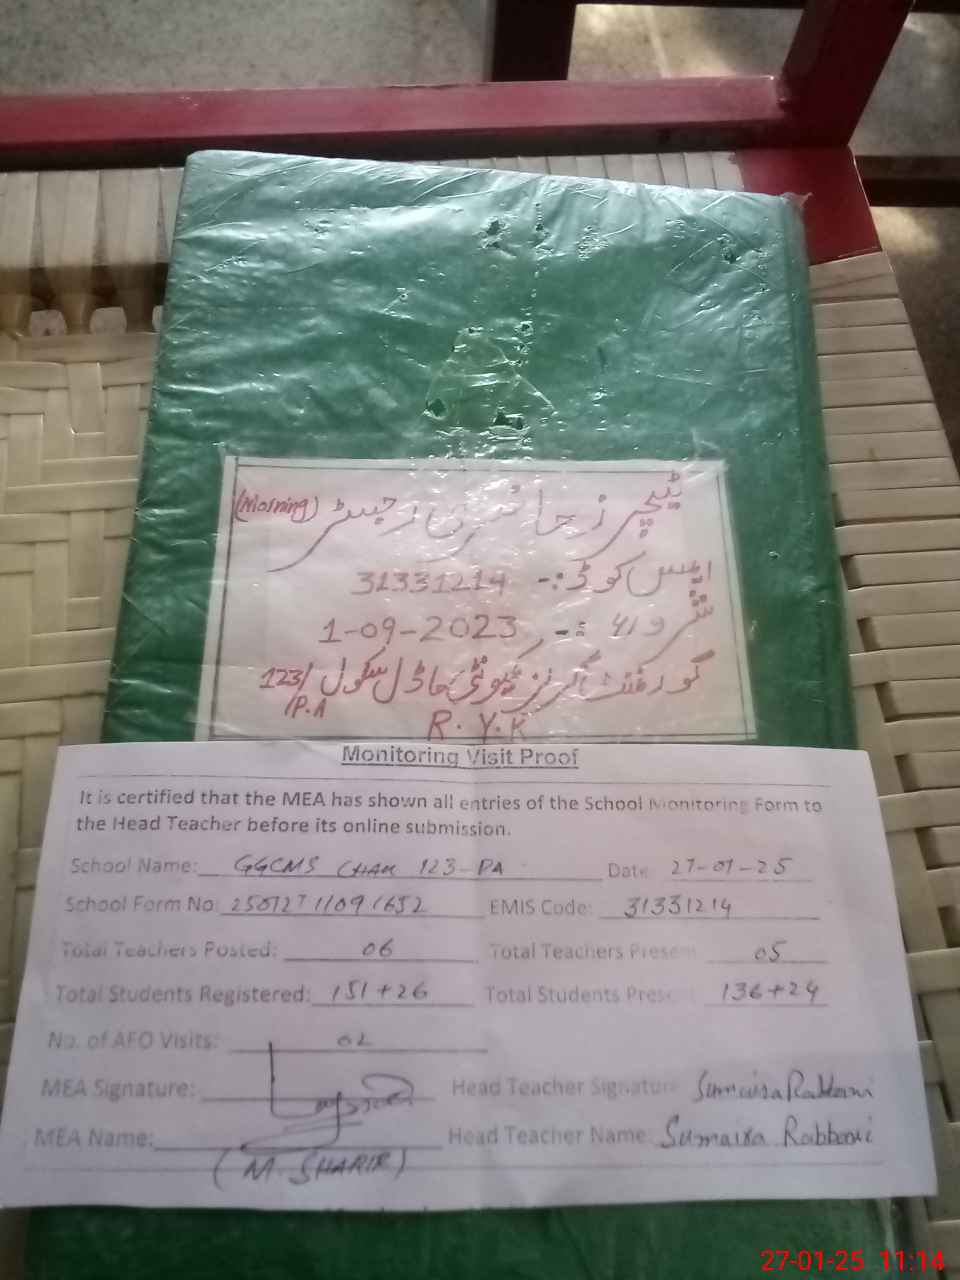 ٹیچرز حاضری رجسٹر (Morning)
ایمس کوڈ :- 31331214
شروع :- 1-09-2023
گورنمنٹ گرلز کمیونٹی ماڈل سکول 123/P.A
R.Y.K
Monitoring Visit Proof
It is certified that the MEA has shown all entries of the School Monitoring Form to
the Head Teacher before its online submission.
School Name: GGCMS CHAK 123-PA Date: 27-01-25
School Form No: EMIS Code: 31331214
Total Teachers Posted: 06 Total Teachers Present 05
Total Students Registered: 151+26 Total Students Present 136+24
No. of AEO Visits: 02
MEA Signature: Head Teacher Signature Sumaira Rabbani
MEA Name: Head Teacher Name: Sumaira Rabbani
(M. SHARIF)
27-01-25 11:14